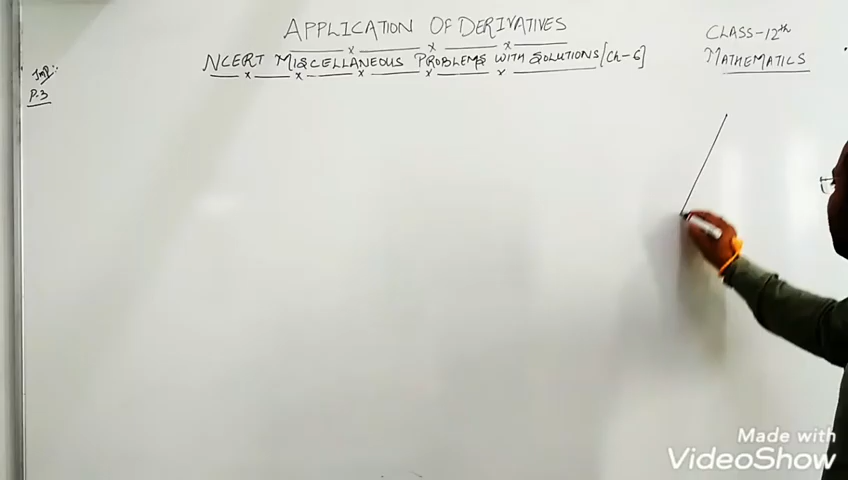 APPLICATION OF DERIVATIVES
NCERT MISCELLANEOUS PROBLEMS WITH SOLUTIONS [Ch-6]
CLASS-12th
MATHEMATICS
Imp:
P-3
Made with
VideoShow